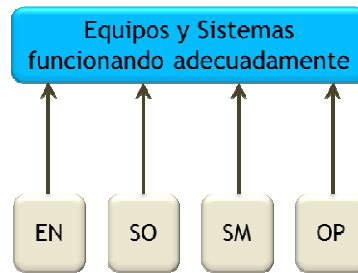 Equipos y Sistemas
funcionando adecuadamente
EN SO SM OP